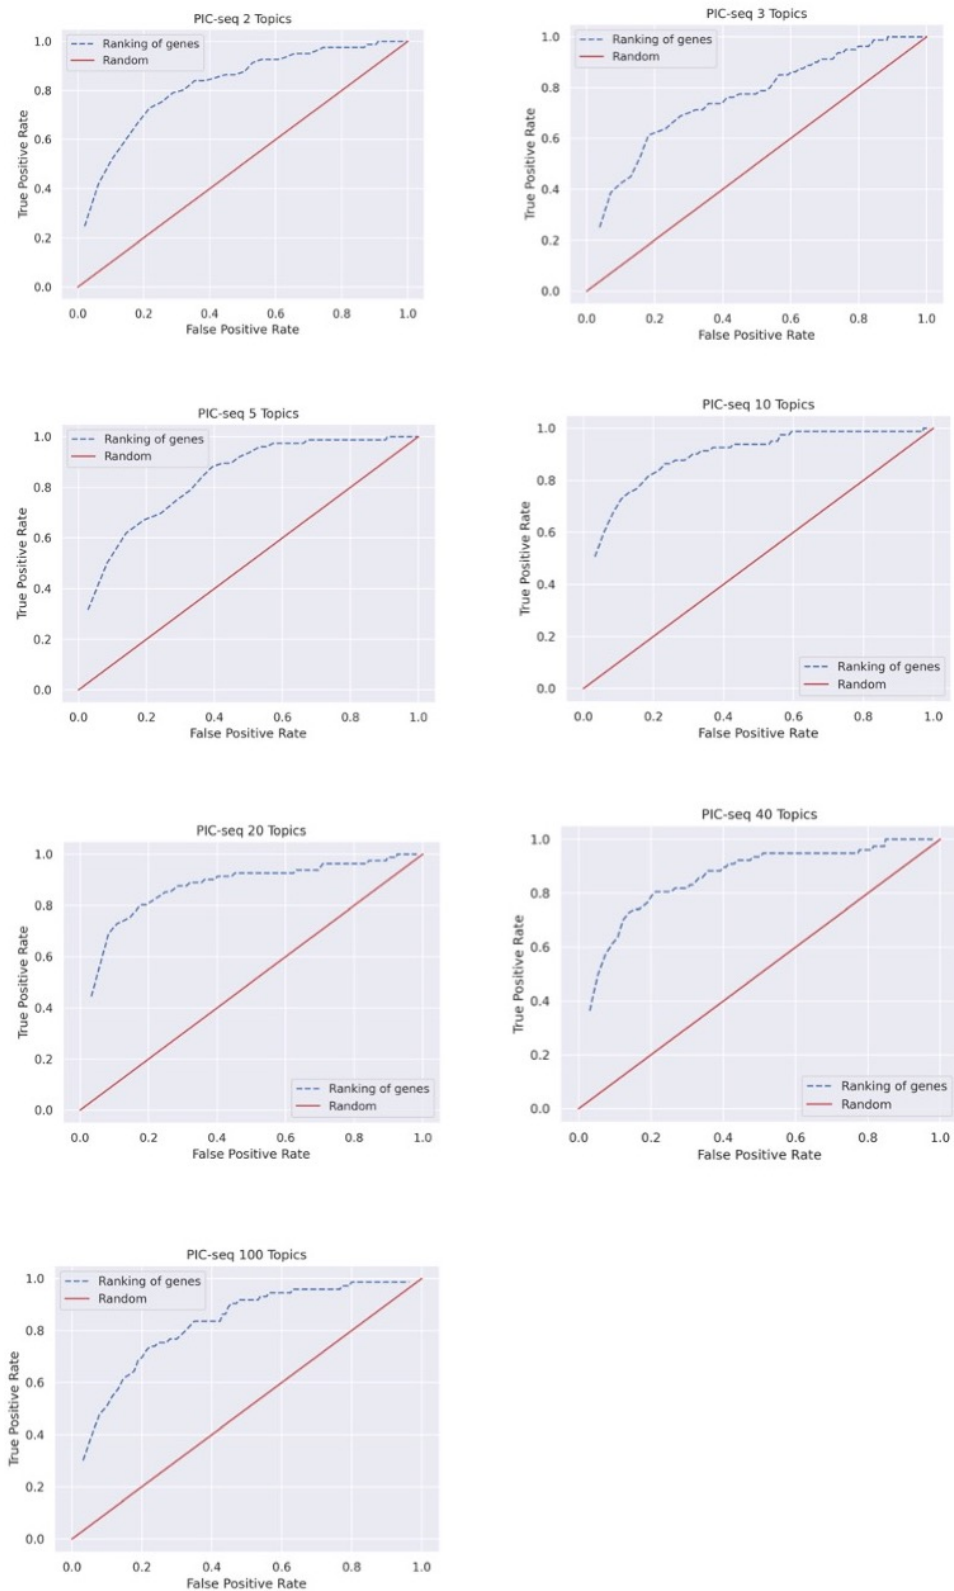 PIC-seq 2 Topics
Ranking of genes
Random
True Positive Rate
1.0
0.8
0.6
0.4
0.2
0.0
0.0 0.2 0.4 0.6 0.8 1.0
False Positive Rate
PIC-seq 3 Topics
Ranking of genes
Random
True Positive Rate
1.0
0.8
0.6
0.4
0.2
0.0
0.0 0.2 0.4 0.6 0.8 1.0
False Positive Rate
PIC-seq 5 Topics
Ranking of genes
Random
True Positive Rate
1.0
0.8
0.6
0.4
0.2
0.0
0.0 0.2 0.4 0.6 0.8 1.0
False Positive Rate
PIC-seq 10 Topics
True Positive Rate
1.0
0.8
0.6
0.4
0.2
0.0
Ranking of genes
Random
0.0 0.2 0.4 0.6 0.8 1.0
False Positive Rate
PIC-seq 20 Topics
True Positive Rate
1.0
0.8
0.6
0.4
0.2
0.0
Ranking of genes
Random
0.0 0.2 0.4 0.6 0.8 1.0
False Positive Rate
PIC-seq 40 Topics
True Positive Rate
1.0
0.8
0.6
0.4
0.2
0.0
Ranking of genes
Random
0.0 0.2 0.4 0.6 0.8 1.0
False Positive Rate
PIC-seq 100 Topics
Ranking of genes
Random
True Positive Rate
1.0
0.8
0.6
0.4
0.2
0.0
0.0 0.2 0.4 0.6 0.8 1.0
False Positive Rate